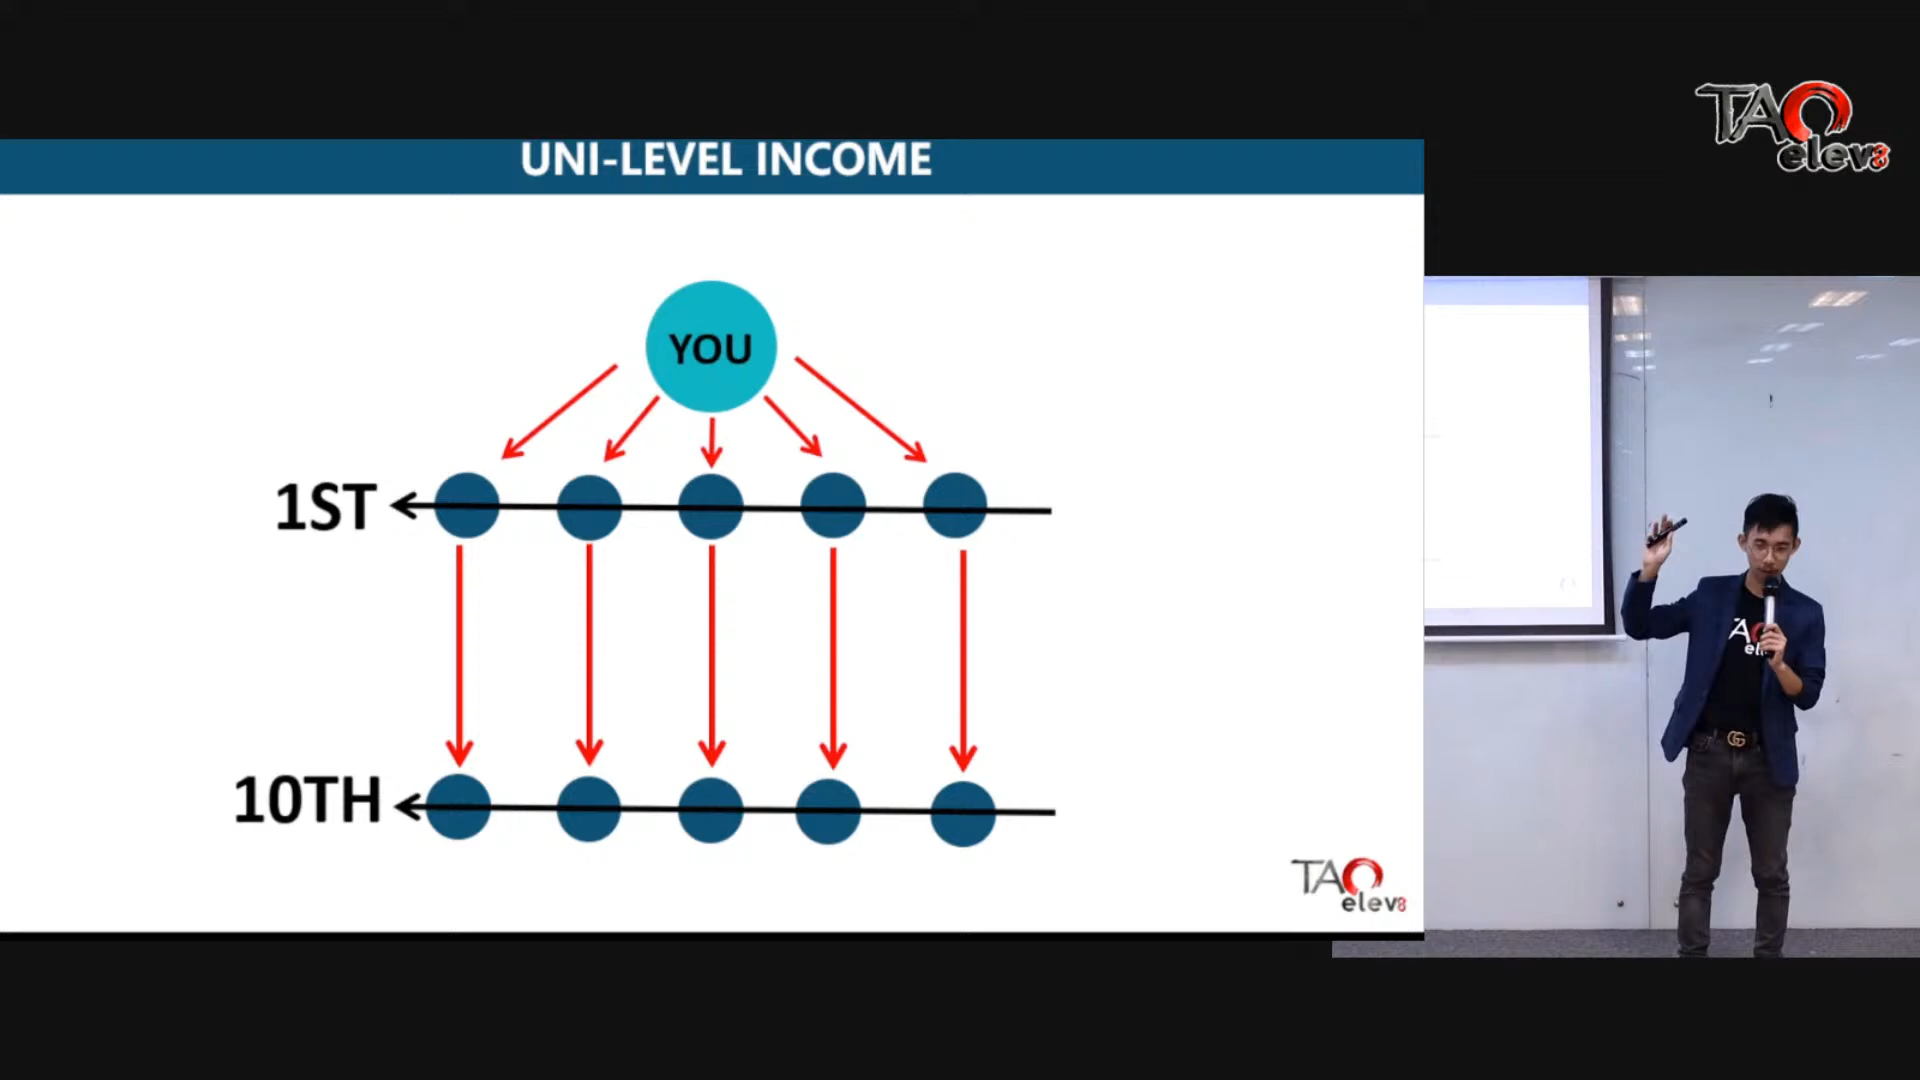 TAO
elev8
UNI-LEVEL INCOME
YOU
1ST
10TH
TAO
elev8